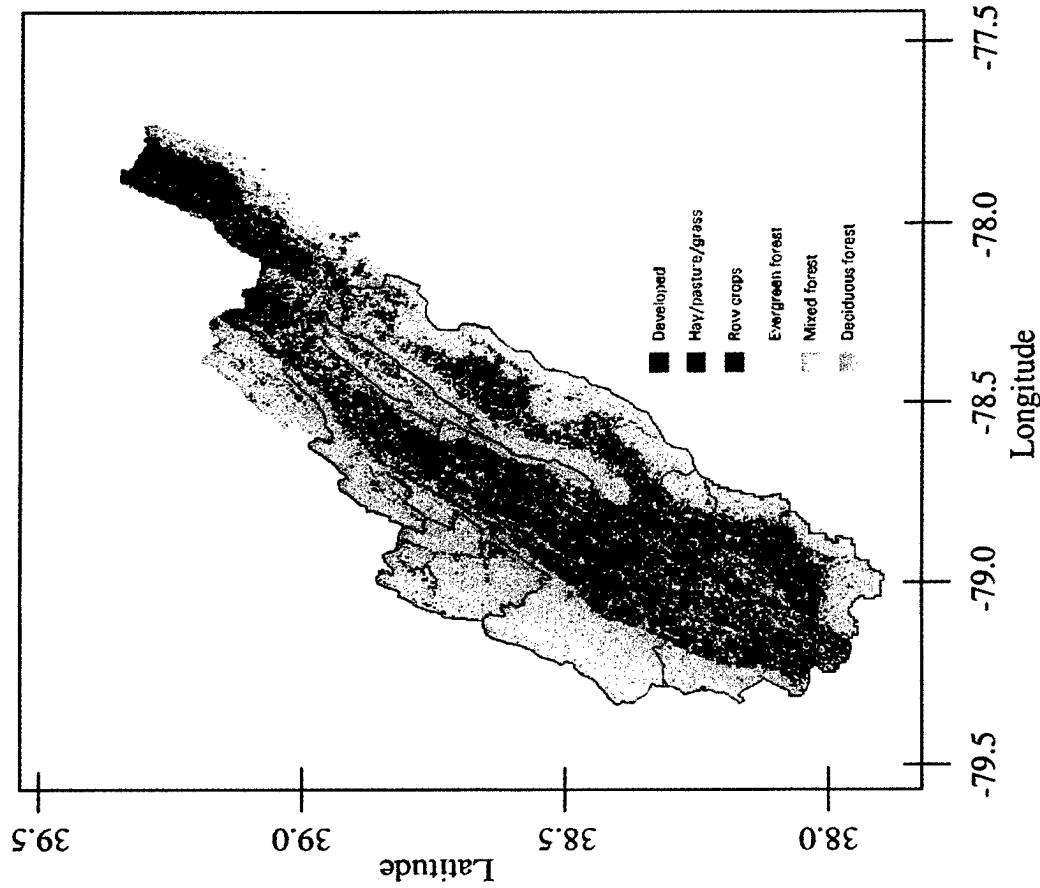 39.5
39.0
38.5
38.0
Latitude
Developed
Hay/pasture/grass
Row crops
Evergreen forest
Mixed forest
Deciduous forest
-79.5
-79.0
-78.5
-78.0
-77.5
Longitude